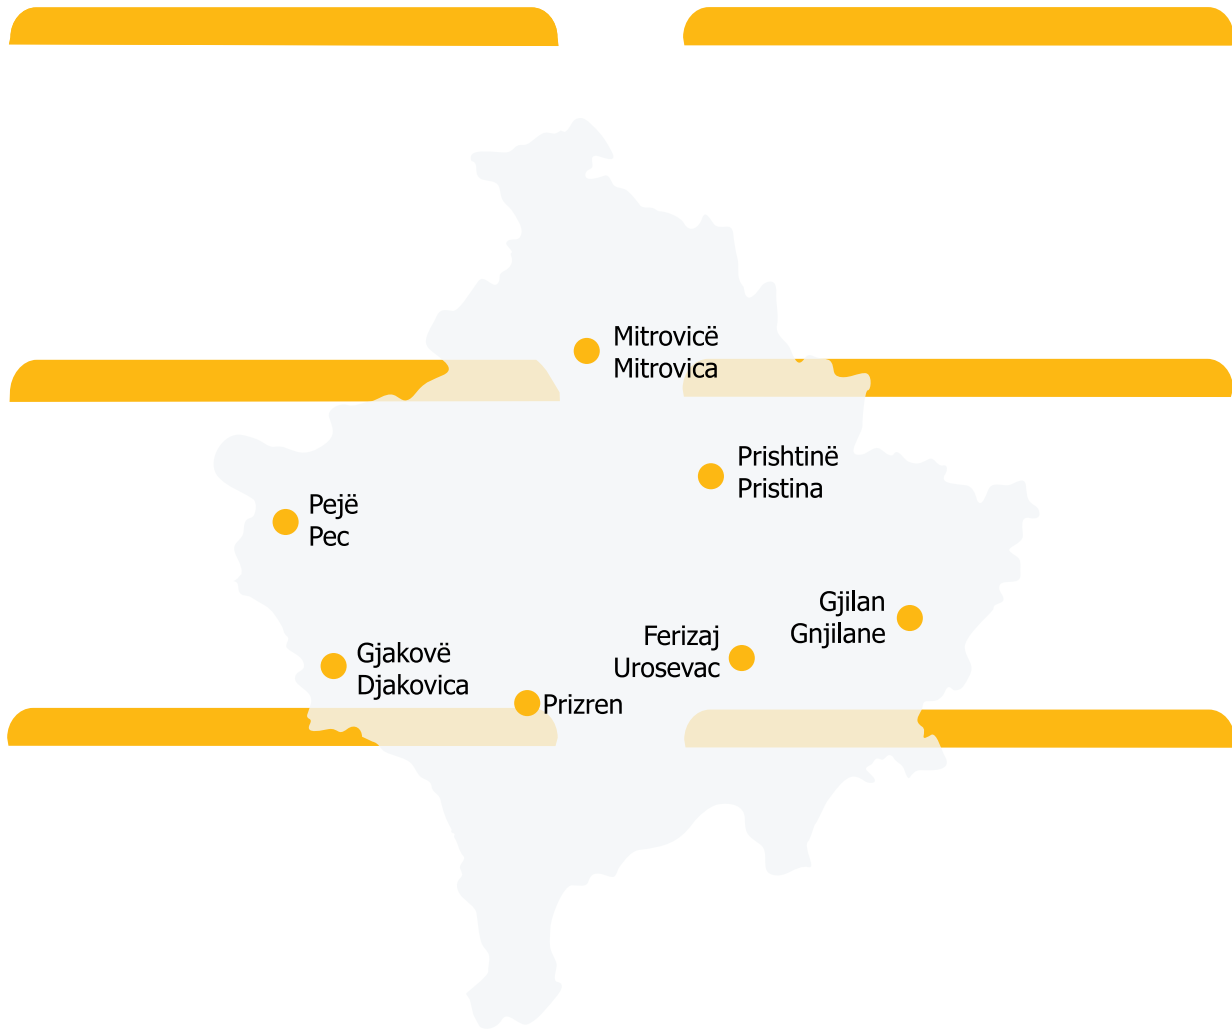 Mitrovicë
Mitrovica
Prishtinë
Pristina
Pejë
Pec
Gjilan
Gnjilane
Ferizaj
Urosevac
Gjakovë
Djakovica
Prizren